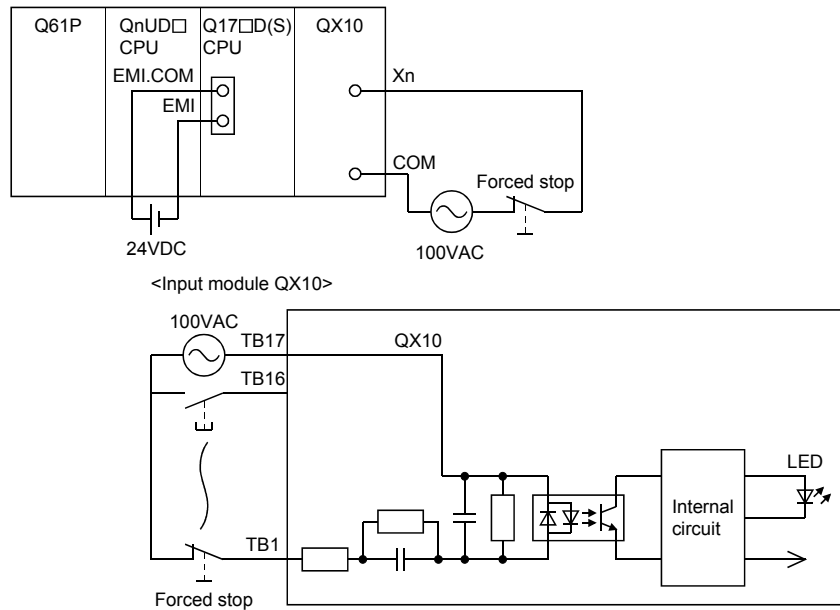 Q61P
QnUD□
CPU
Q17□D(S)
CPU
QX10
EMI.COM
EMI
Xn
COM
Forced stop
24VDC
100VAC
<Input module QX10>
100VAC
TB17
QX10
TB16
LED
Internal
circuit
TB1
Forced stop